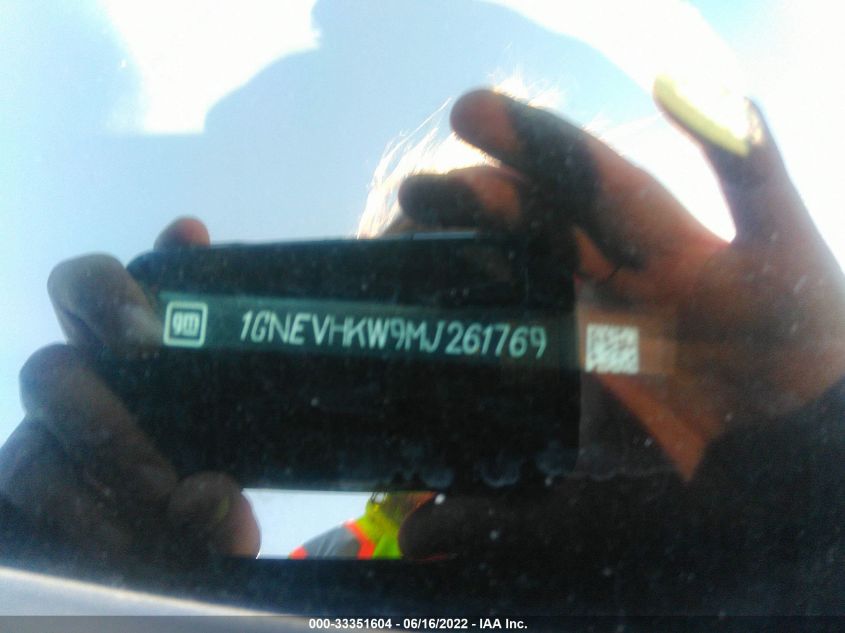 gm 1GNEVHKW9MJ261769
000-33351604 - 06/16/2022 - IAA Inc.